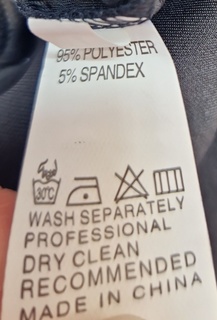 95% POLYESTER
5% SPANDEX
30°C
WASH SEPARATELY
PROFESSIONAL
DRY CLEAN
RECOMMENDED
MADE IN CHINA